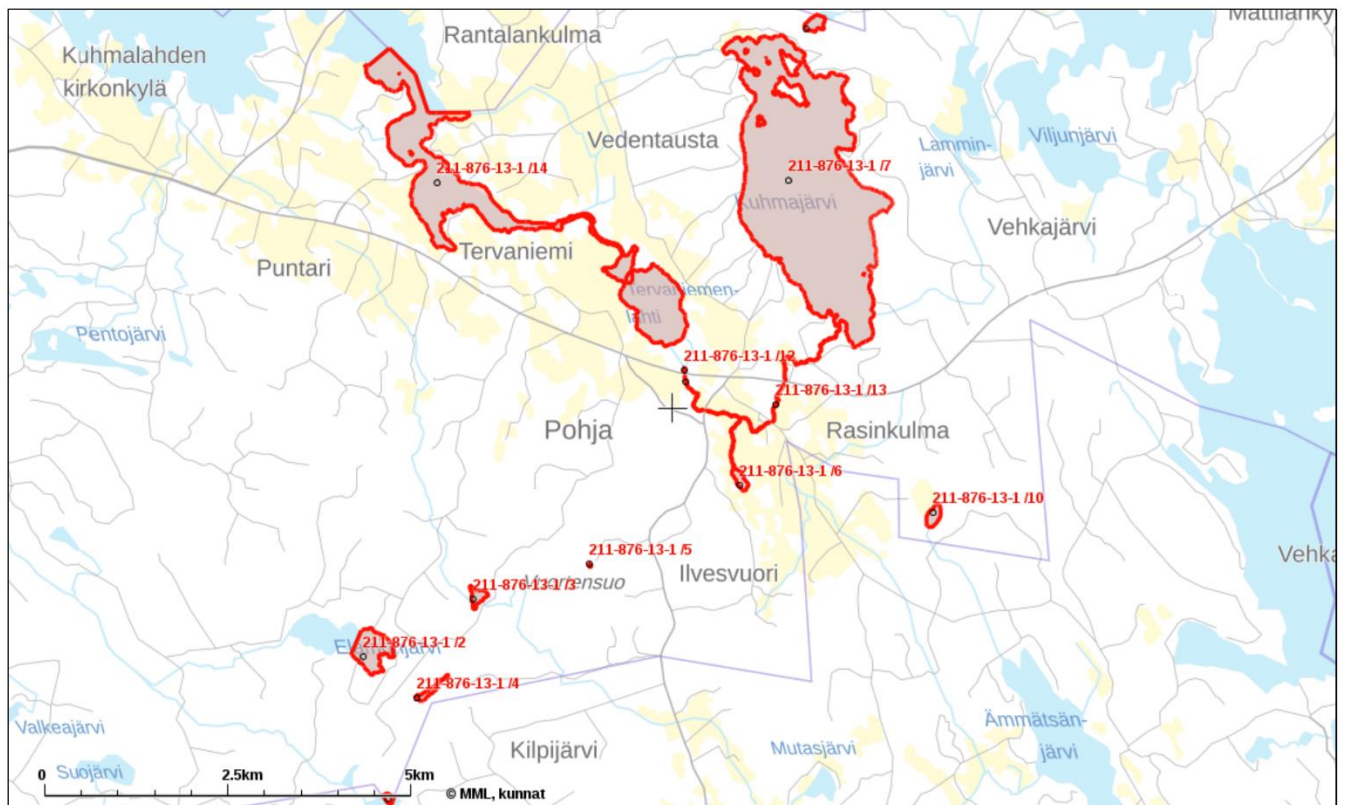 Mattilanky
Rantalankulma
Kuhmalahden
kirkonkylä
Vedentausta
Viljunjärvi
Lammin-
järvi
211-876-13-1 /14
211-876-13-1 /7
Kuhmajärvi
Vehkajärvi
Tervaniemi
Puntari
Tervaniemen-
lahti
Pentojärvi
211-876-13-1 /12
211-876-13-1 /13
Pohja
Rasinkulma
211-876-13-1 /6
211-876-13-1 /10
211-876-13-1 /5
Vehka
Ilvesvuori
211-876-13-1 /3
211-876-13-1 /2
211-876-13-1 /4
Ämmätsän-
järvi
Valkeajärvi
Kilpijärvi
Mutasjärvi
Suojärvi
0 2.5km 5km
© MML, kunnat